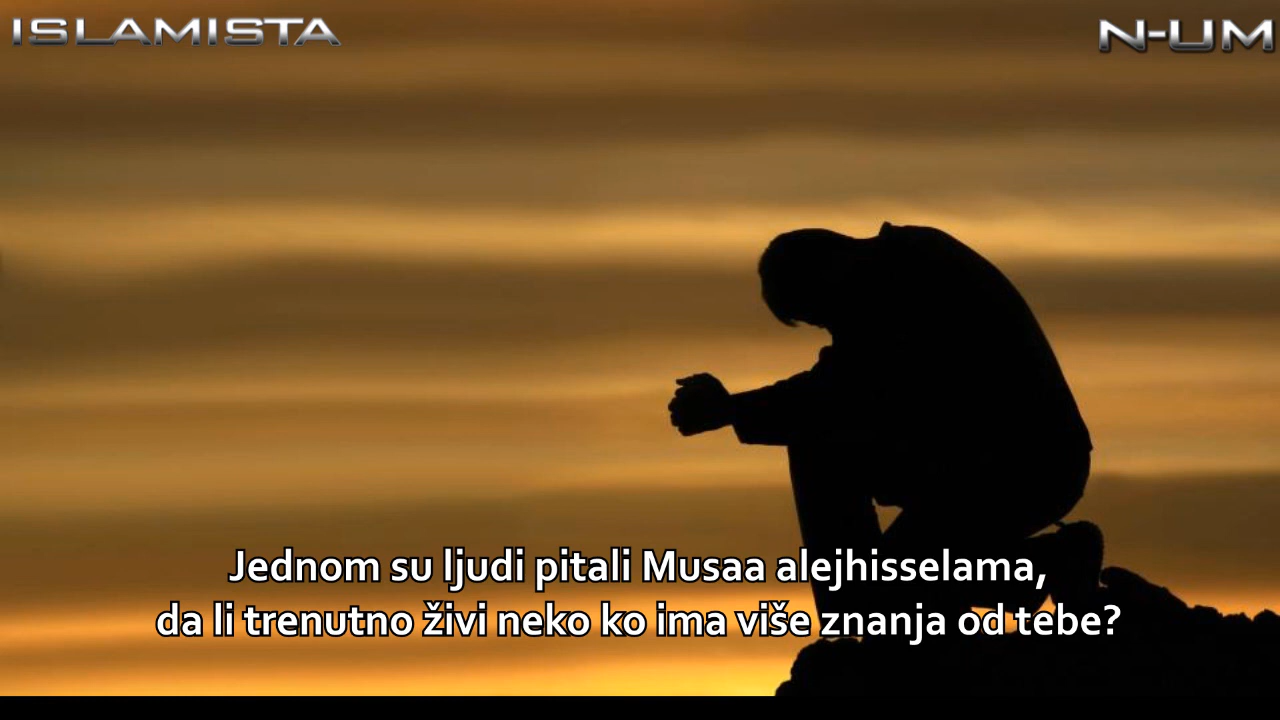 ISLAMISTA
N-UM
Jednom su ljudi pitali Musaa alejhisselama,
da li trenutno živi neko ko ima više znanja od tebe?